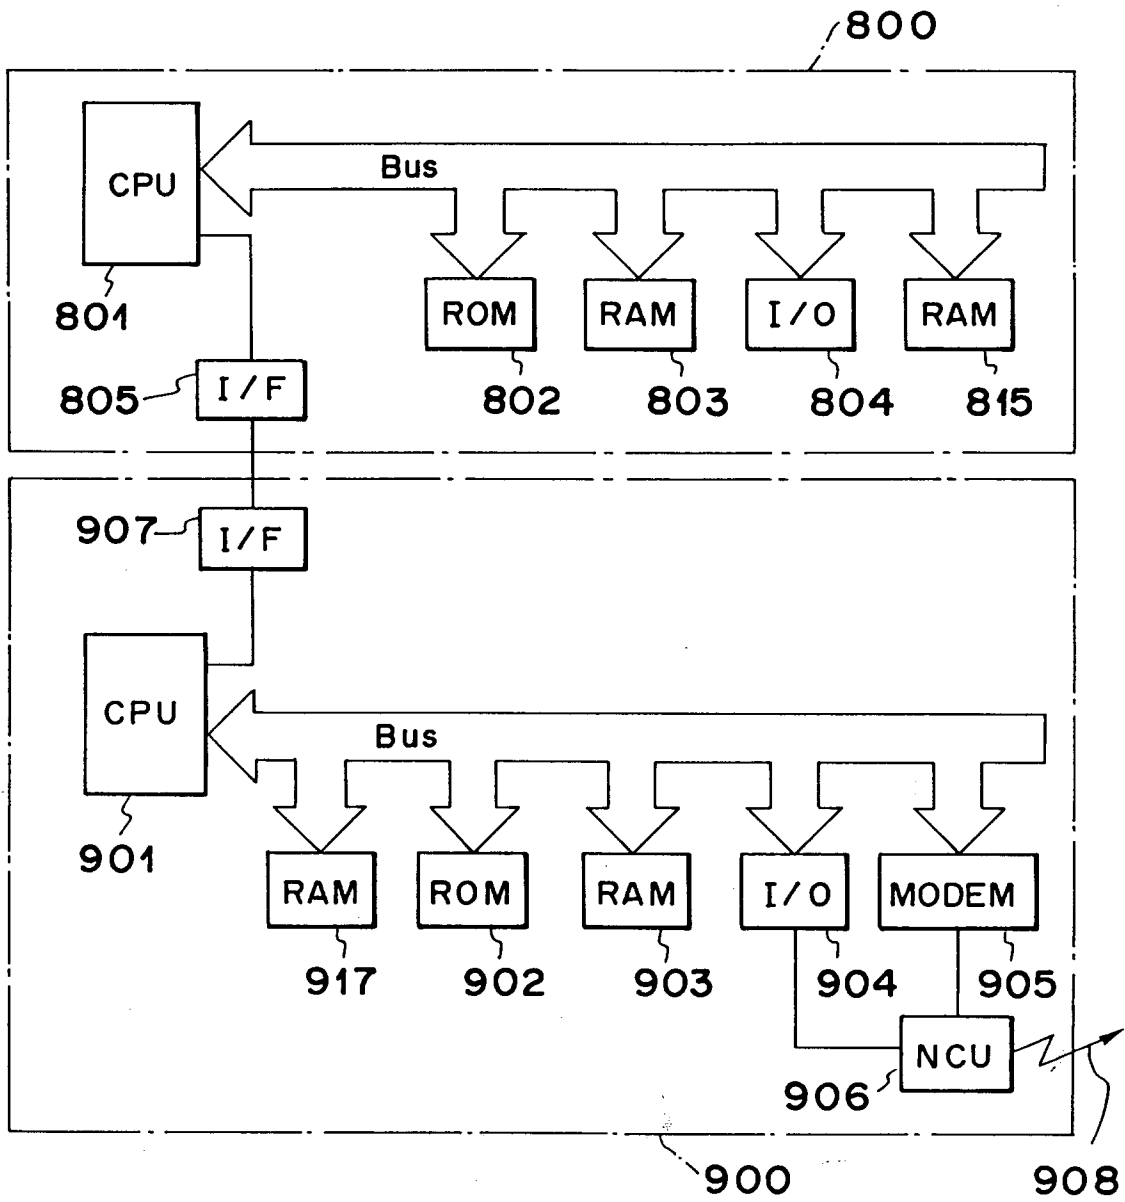 800
CPU
Bus
801
ROM
RAM
I/O
RAM
802
803
804
815
805
I/F
907
I/F
CPU
Bus
901
RAM
ROM
RAM
I/O
MODEM
917
902
903
904
905
NCU
906
900
908